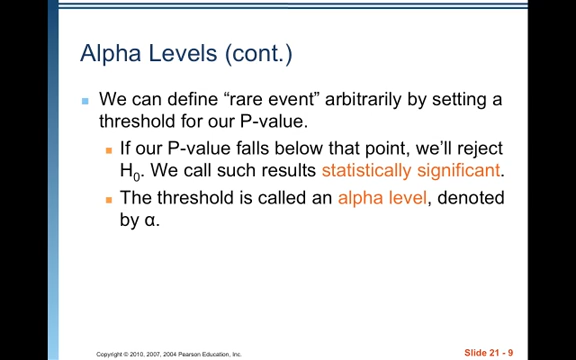 Alpha Levels (cont.)
We can define “rare event” arbitrarily by setting a
threshold for our P-value.
If our P-value falls below that point, we’ll reject
H0. We call such results statistically significant.
The threshold is called an alpha level, denoted
by α.
Copyright © 2010, 2007, 2004 Pearson Education, Inc.
Slide 21 - 9